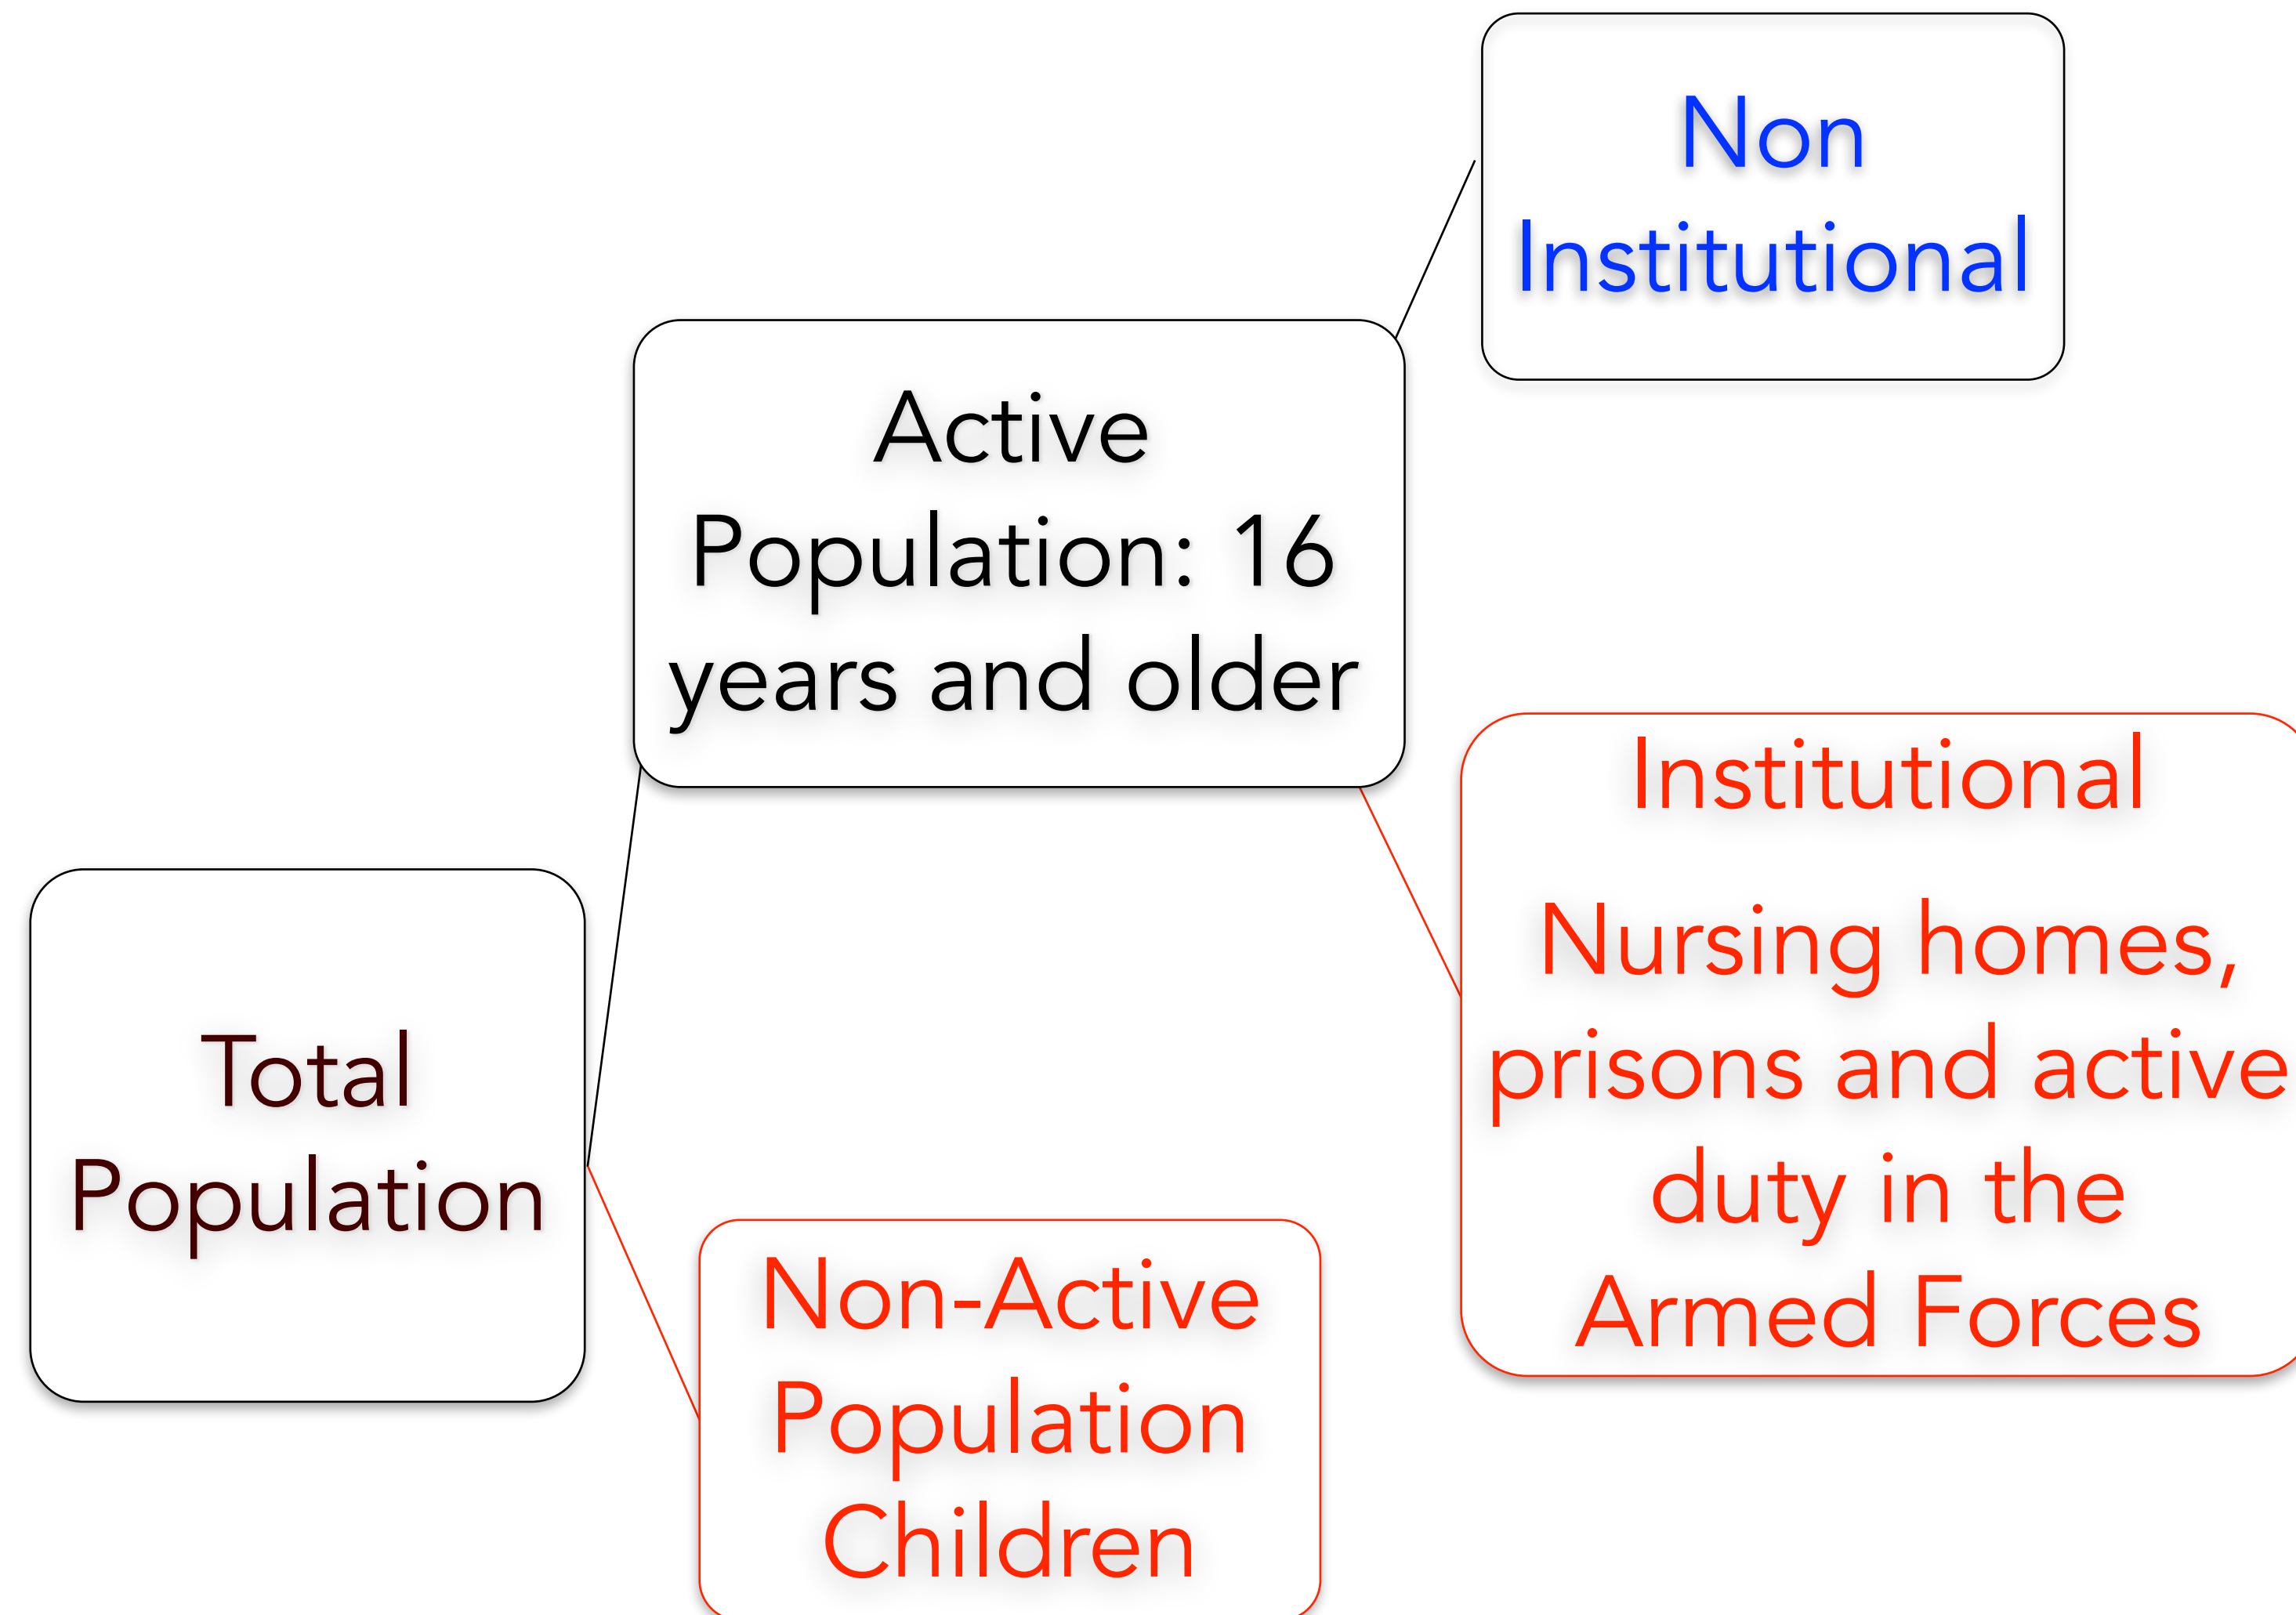 Total
Population
Active
Population: 16
years and older
Non-Active
Population
Children
Non
Institutional
Institutional
Nursing homes,
prisons and active
duty in the
Armed Forces